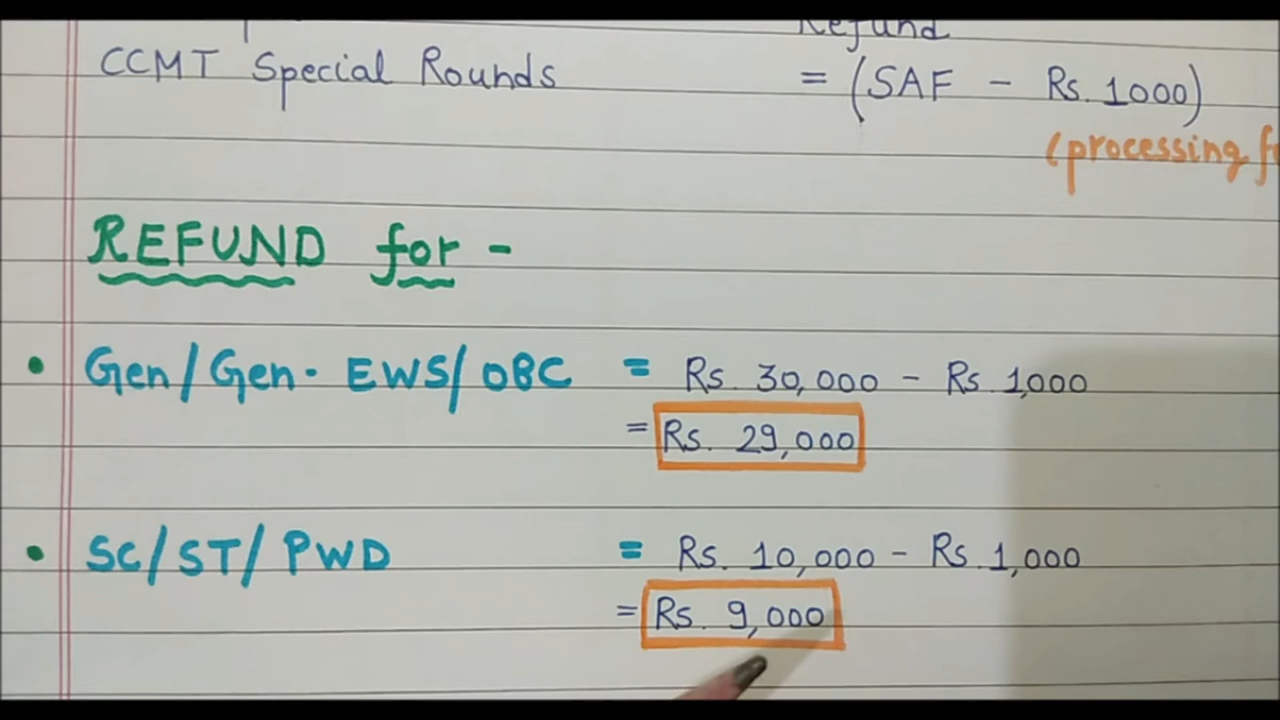 Refund
CCMT Special Rounds = (SAF - Rs. 1000)
(processing
REFUND for -
• Gen/Gen. EWS/OBC = Rs. 30,000 - Rs. 1,000
= Rs. 29,000
• SC/ST/PWD = Rs. 10,000 - Rs. 1,000
= Rs. 9,000